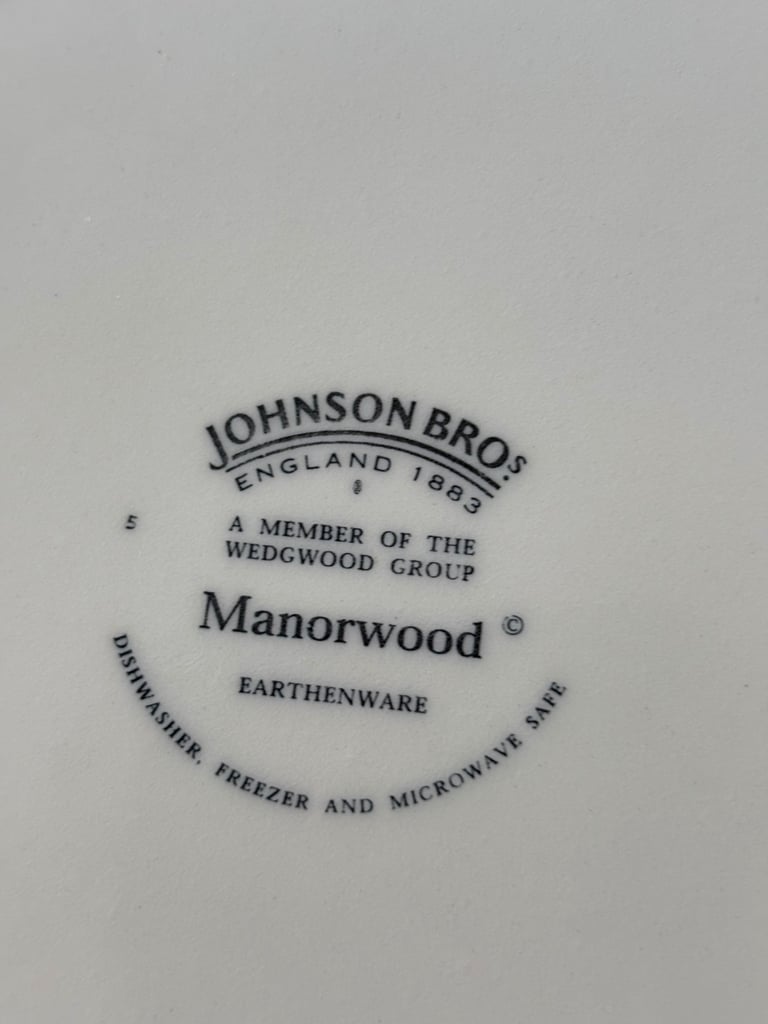 JOHNSON BROS.
ENGLAND 1883
5
A MEMBER OF THE
WEDGWOOD GROUP
Manorwood ©
EARTHENWARE
DISHWASHER, FREEZER AND MICROWAVE SAFE